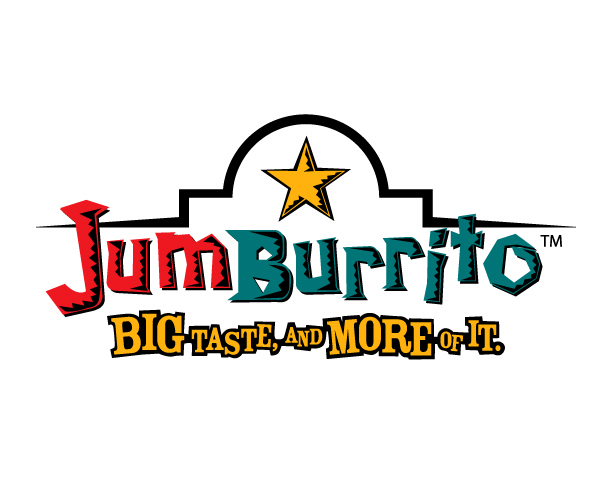 JumBurrito™
BIG TASTE, AND MORE OF IT.